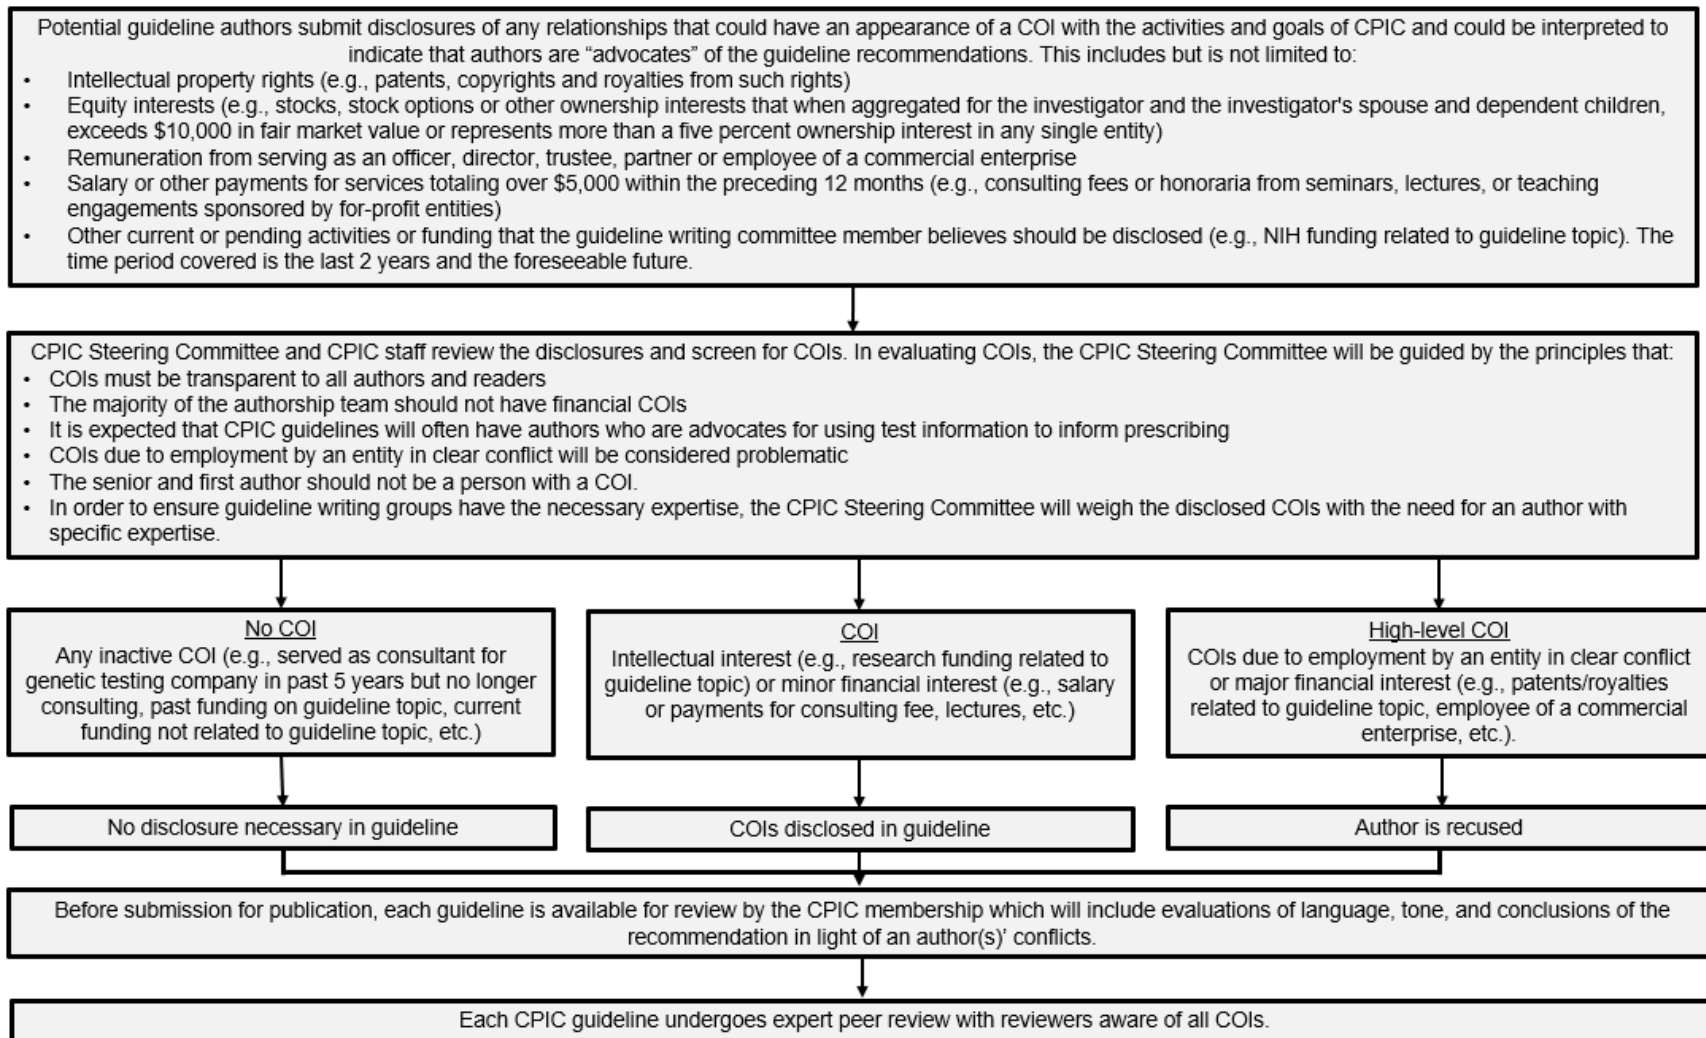 Potential guideline authors submit disclosures of any relationships that could have an appearance of a COI with the activities and goals of CPIC and could be interpreted to
indicate that authors are “advocates” of the guideline recommendations. This includes but is not limited to:
• Intellectual property rights (e.g., patents, copyrights and royalties from such rights)
• Equity interests (e.g., stocks, stock options or other ownership interests that when aggregated for the investigator and the investigator's spouse and dependent children,
exceeds $10,000 in fair market value or represents more than a five percent ownership interest in any single entity)
• Remuneration from serving as an officer, director, trustee, partner or employee of a commercial enterprise
• Salary or other payments for services totaling over $5,000 within the preceding 12 months (e.g., consulting fees or honoraria from seminars, lectures, or teaching
engagements sponsored by for-profit entities)
• Other current or pending activities or funding that the guideline writing committee member believes should be disclosed (e.g., NIH funding related to guideline topic). The
time period covered is the last 2 years and the foreseeable future.
CPIC Steering Committee and CPIC staff review the disclosures and screen for COIs. In evaluating COIs, the CPIC Steering Committee will be guided by the principles that:
• COIs must be transparent to all authors and readers
• The majority of the authorship team should not have financial COIs
• It is expected that CPIC guidelines will often have authors who are advocates for using test information to inform prescribing
• COIs due to employment by an entity in clear conflict will be considered problematic
• The senior and first author should not be a person with a COI.
• In order to ensure guideline writing groups have the necessary expertise, the CPIC Steering Committee will weigh the disclosed COIs with the need for an author with
specific expertise.
No COI
Any inactive COI (e.g., served as consultant for
genetic testing company in past 5 years but no longer
consulting, past funding on guideline topic, current
funding not related to guideline topic, etc.)
COI
Intellectual interest (e.g., research funding related to
guideline topic) or minor financial interest (e.g., salary
or payments for consulting fee, lectures, etc.)
High-level COI
COIs due to employment by an entity in clear conflict
or major financial interest (e.g., patents/royalties
related to guideline topic, employee of a commercial
enterprise, etc.).
No disclosure necessary in guideline
COIs disclosed in guideline
Author is recused
Before submission for publication, each guideline is available for review by the CPIC membership which will include evaluations of language, tone, and conclusions of the
recommendation in light of an author(s)’ conflicts.
Each CPIC guideline undergoes expert peer review with reviewers aware of all COIs.